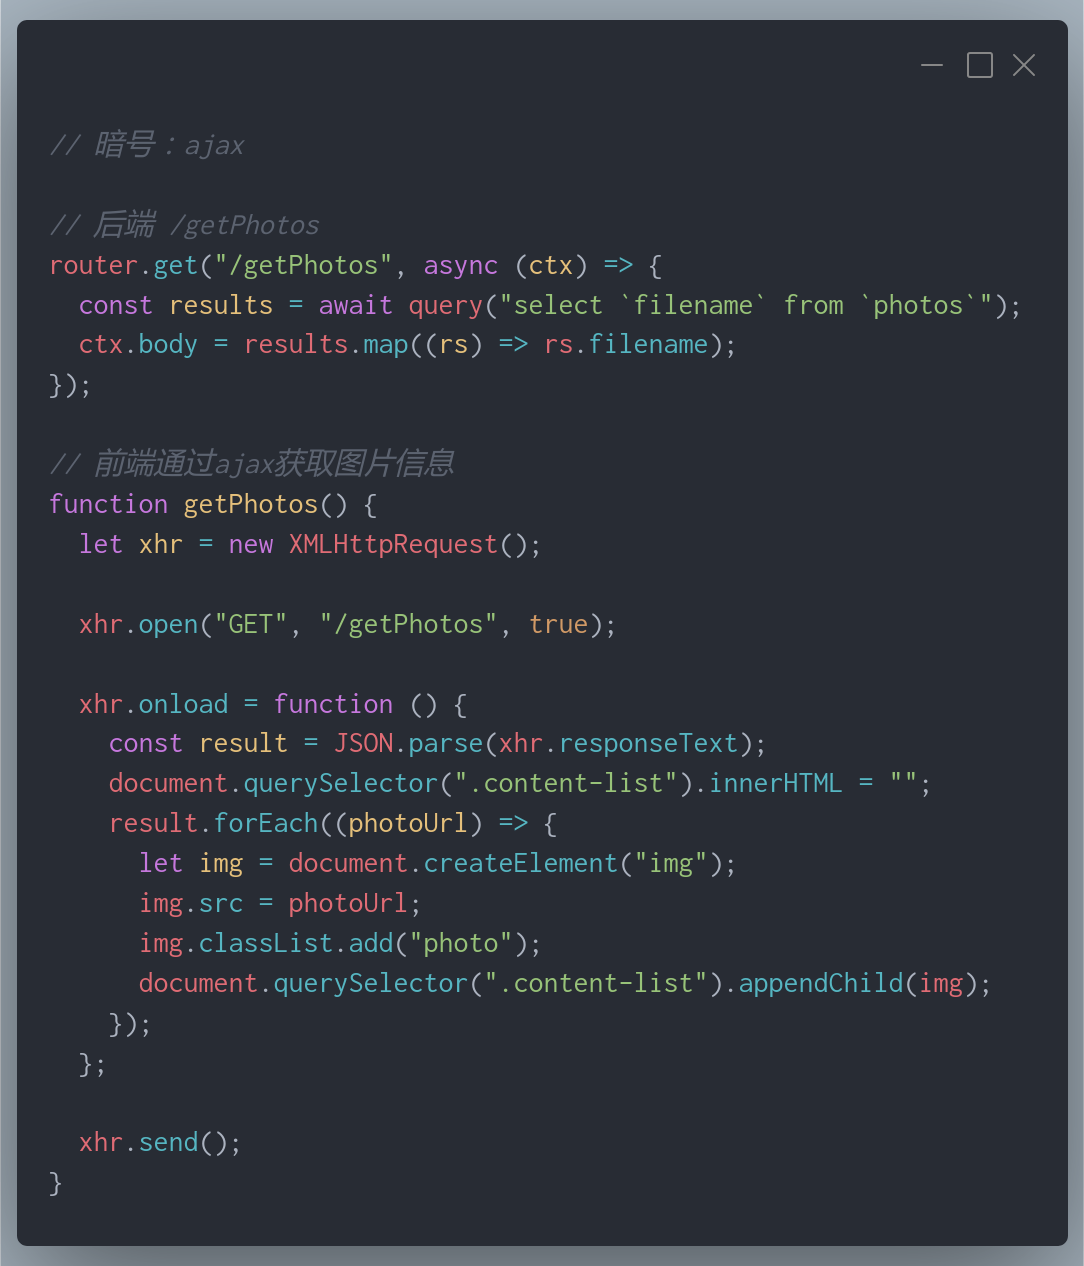 // 暗号：ajax
// 后端 /getPhotos
router.get("/getPhotos", async (ctx) => {
  const results = await query("select `filename` from `photos`");
  ctx.body = results.map((rs) => rs.filename);
});
// 前端通过ajax获取图片信息
function getPhotos() {
  let xhr = new XMLHttpRequest();
  xhr.open("GET", "/getPhotos", true);
  xhr.onload = function () {
    const result = JSON.parse(xhr.responseText);
    document.querySelector(".content-list").innerHTML = "";
    result.forEach((photoUrl) => {
      let img = document.createElement("img");
      img.src = photoUrl;
      img.classList.add("photo");
      document.querySelector(".content-list").appendChild(img);
    });
  };
  xhr.send();
}